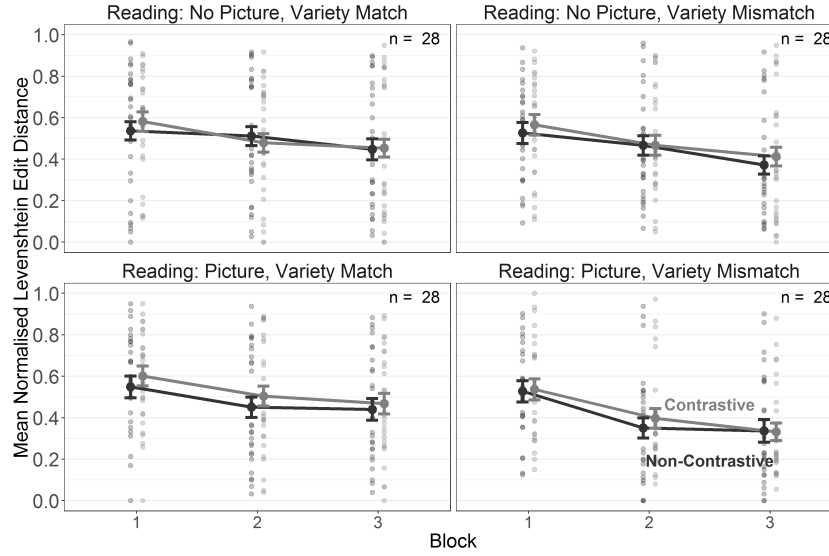 Reading: No Picture, Variety Match
Reading: No Picture, Variety Mismatch
n = 28
n = 28
1.0
0.8
0.6
0.4
0.2
0.0
Reading: Picture, Variety Match
Reading: Picture, Variety Mismatch
n = 28
n = 28
1.0
0.8
0.6
0.4
0.2
0.0
Contrastive
Non-Contrastive
1 2 3
1 2 3
Block
Mean Normalised Levenshtein Edit Distance